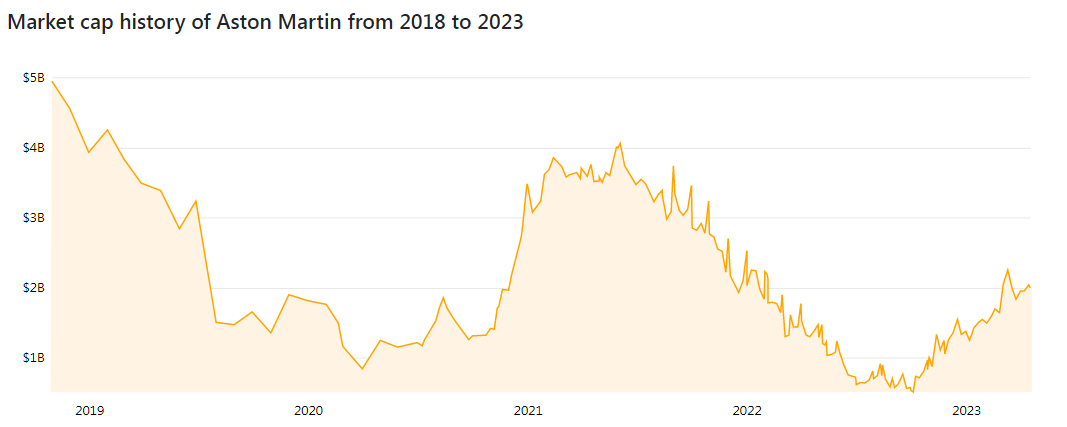 Market cap history of Aston Martin from 2018 to 2023
$5B
$4B
$3B
$2B
$1B
2019 2020 2021 2022 2023